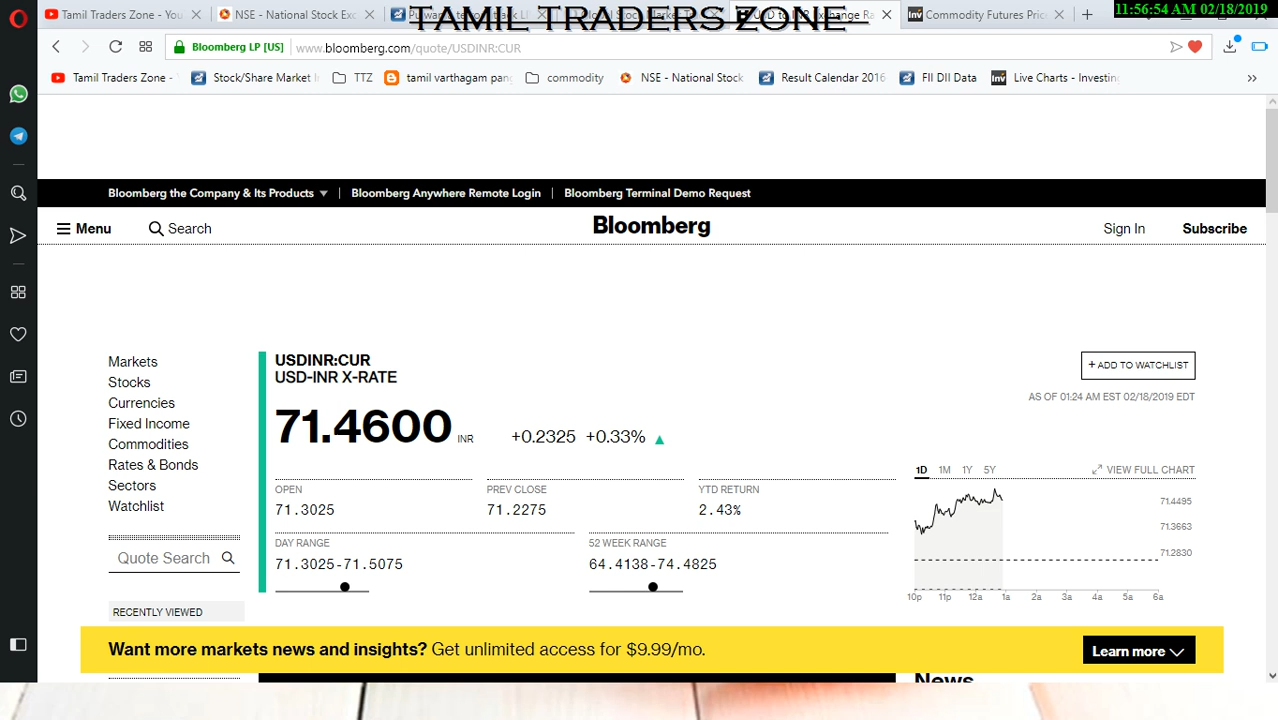 Tamil Traders Zone - You
NSE - National Stock Exc
TAMIL TRADERS ZONE
USD to INR Exchange Ra
Commodity Futures Pric
11:56:54 AM 02/18/2019
Bloomberg LP [US]
www.bloomberg.com/quote/USDINR:CUR
Tamil Traders Zone -
Stock/Share Market I
TTZ
tamil varthagam pan
commodity
NSE - National Stock
Result Calendar 2016
FII DII Data
Live Charts - Investin
Bloomberg the Company & Its Products
Bloomberg Anywhere Remote Login
Bloomberg Terminal Demo Request
Menu
Search
Bloomberg
Sign In
Subscribe
Markets
Stocks
Currencies
Fixed Income
Commodities
Rates & Bonds
Sectors
Watchlist
Quote Search
RECENTLY VIEWED
USDINR:CUR
USD-INR X-RATE
71.4600 INR +0.2325 +0.33%
OPEN
71.3025
PREV CLOSE
71.2275
YTD RETURN
2.43%
DAY RANGE
71.3025-71.5075
52 WEEK RANGE
64.4138-74.4825
+ ADD TO WATCHLIST
AS OF 01:24 AM EST 02/18/2019 EDT
1D 1M 1Y 5Y
VIEW FULL CHART
71.4495
71.3663
71.2830
10p 11p 12a 1a 2a 3a 4a 5a 6a
Want more markets news and insights? Get unlimited access for $9.99/mo.
Learn more
News